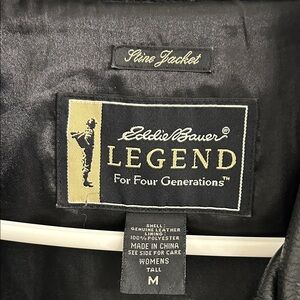 Stine Jacket
Eddie Bauer®
LEGEND
For Four Generations™
SHELL:
GENUINE LEATHER
LINING:
100% POLYESTER
MADE IN CHINA
SEE SIDE FOR CARE
WOMENS
TALL
M